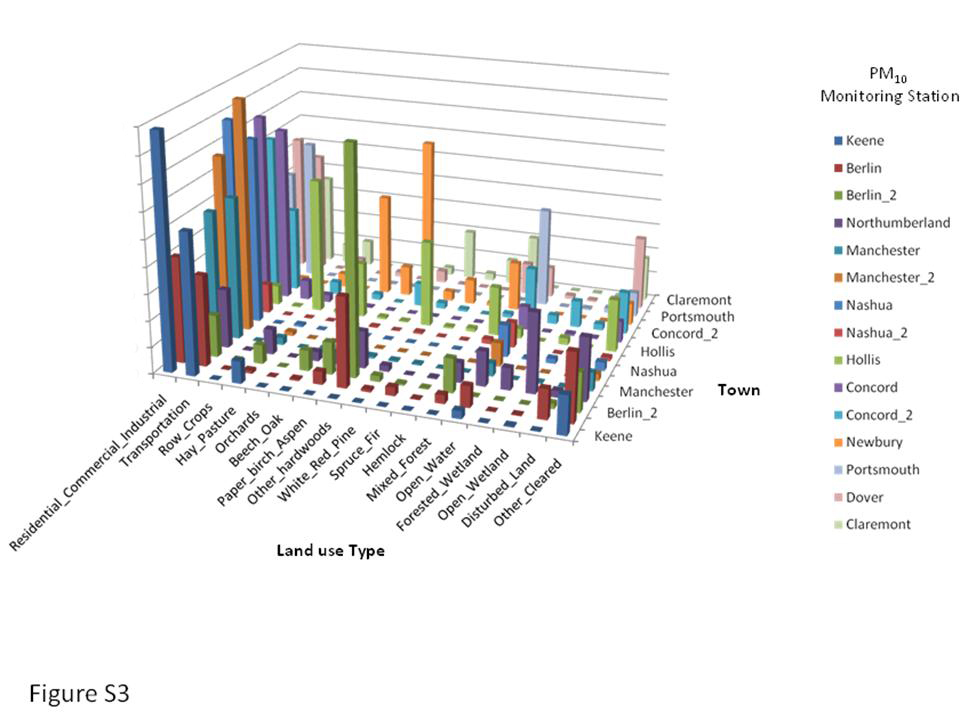 PM10
Monitoring Station
Keene
Berlin
Berlin_2
Northumberland
Manchester
Manchester_2
Nashua
Nashua_2
Hollis
Concord
Concord_2
Newbury
Portsmouth
Dover
Claremont
Claremont
Portsmouth
Concord_2
Hollis
Nashua
Manchester
Berlin_2
Keene
Town
Residential_Commercial_Industrial
Transportation
Row_Crops
Hay_Pasture
Orchards
Beech_Oak
Paper_birch_Aspen
Other_hardwoods
White_Red_Pine
Spruce_Fir
Hemlock
Mixed_Forest
Open_Water
Forested_Wetland
Open_Wetland
Disturbed_Land
Other_Cleared
Land use Type
Figure S3